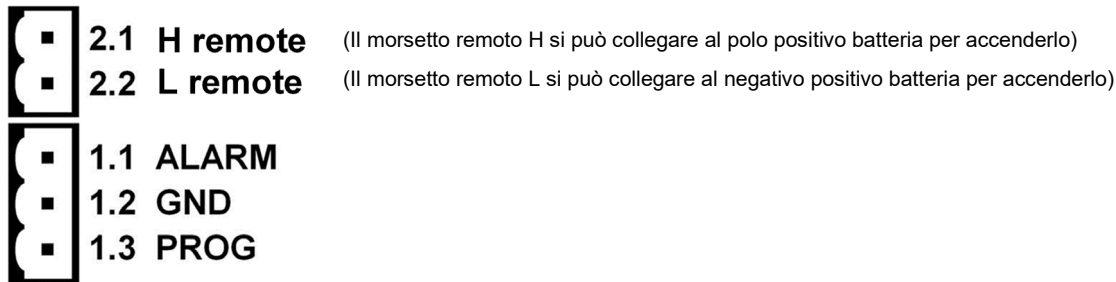 2.1 H remote (Il morsetto remoto H si può collegare al polo positivo batteria per accenderlo)
2.2 L remote (Il morsetto remoto L si può collegare al negativo positivo batteria per accenderlo)
1.1 ALARM
1.2 GND
1.3 PROG